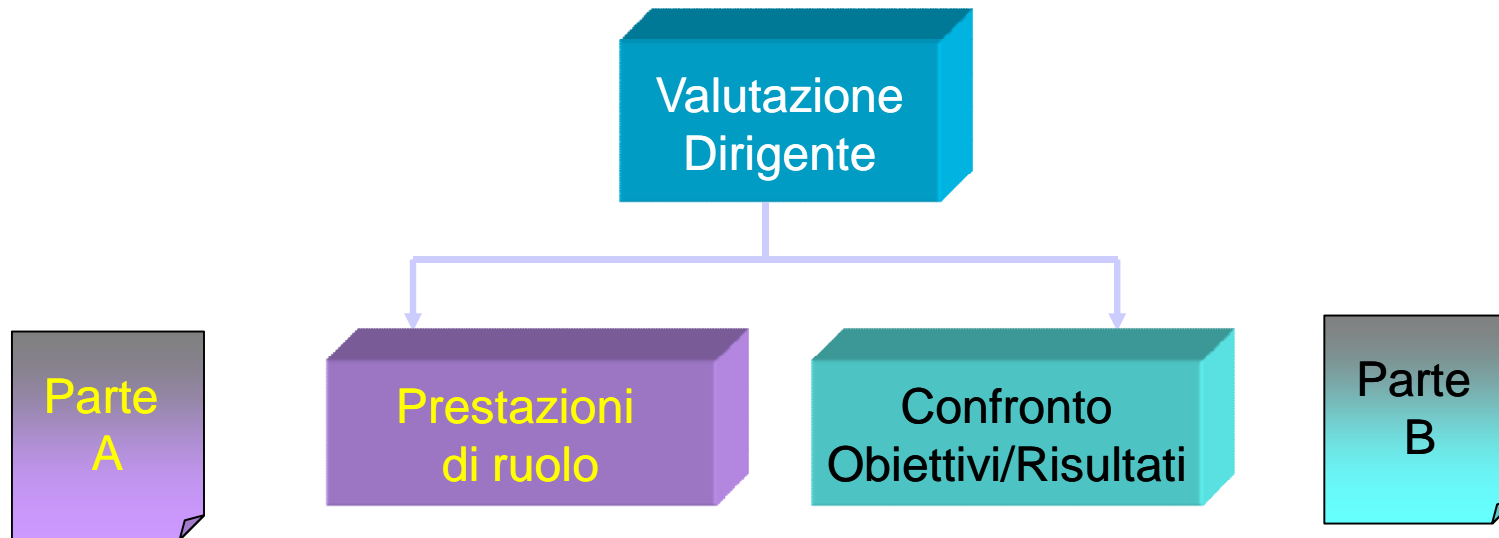 Valutazione
Dirigente
Parte
A
Prestazioni
di ruolo
Confronto
Obiettivi/Risultati
Parte
B